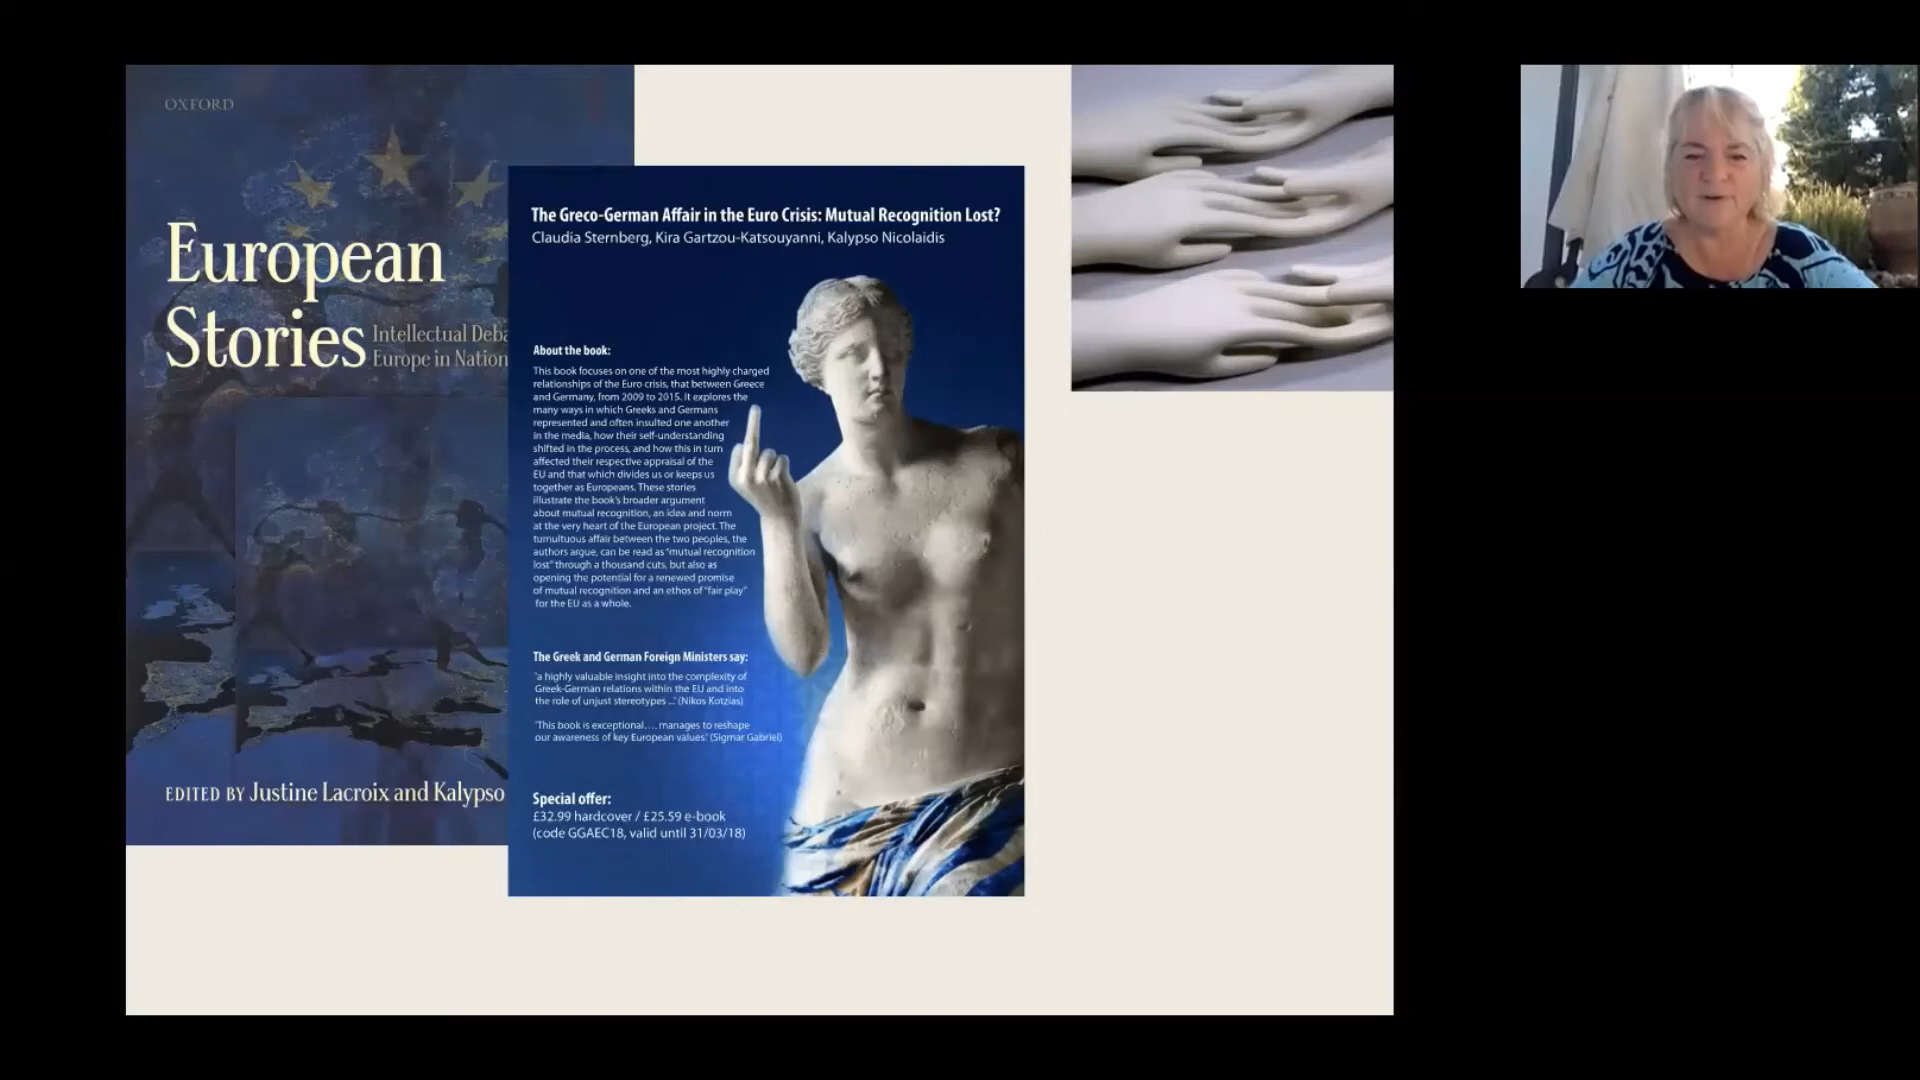 OXFORD
European
Stories
Intellectual Deba
Europe in Nation
EDITED BY Justine Lacroix and Kalypso
The Greco-German Affair in the Euro Crisis: Mutual Recognition Lost?
Claudia Sternberg, Kira Gartzou-Katsouyanni, Kalypso Nicolaidis
About the book:
This book focuses on one of the most highly charged
relationships of the Euro crisis, that between Greece
and Germany, from 2009 to 2015. It explores the
many ways in which Greeks and Germans
represented and often insulted one another
in the media, how their self-understanding
shifted in the process, and how this in turn
affected their respective appraisal of the
EU and that which divides us or keeps us
together as Europeans. These stories
illustrate the book's broader argument
about mutual recognition, an idea and norm
at the very heart of the European project. The
tumultuous affair between the two peoples, the
authors argue, can be read as "mutual recognition
lost" through a thousand cuts, but also as
opening the potential for a renewed promise
of mutual recognition and an ethos of "fair play"
for the EU as a whole.
The Greek and German Foreign Ministers say:
'a highly valuable insight into the complexity of
Greek-German relations within the EU and into
the role of unjust stereotypes ...' (Nikos Kotzias)
'This book is exceptional.... manages to reshape
our awareness of key European values.' (Sigmar Gabriel)
Special offer:
£32.99 hardcover / £25.59 e-book
(code GGAEC18, valid until 31/03/18)